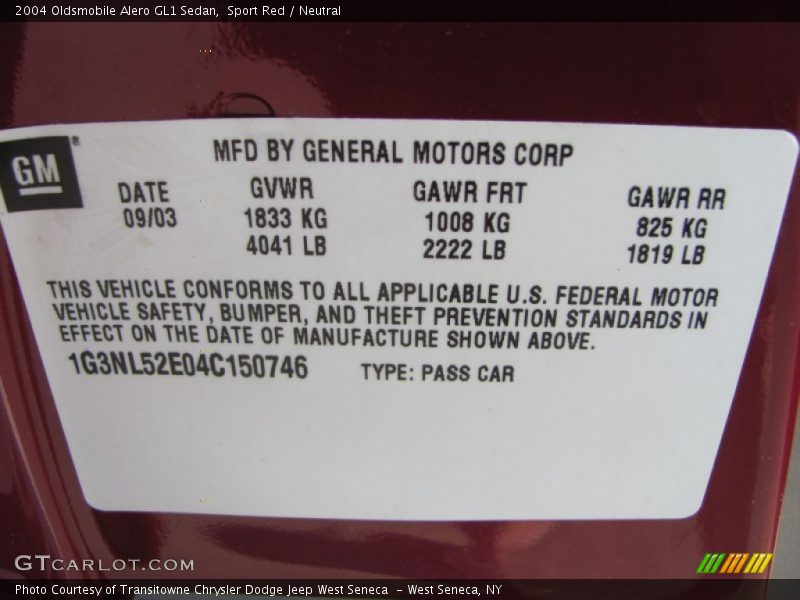 2004 Oldsmobile Alero GL1 Sedan,  Sport Red / Neutral
GM®
MFD BY GENERAL MOTORS CORP
DATE GVWR GAWR FRT GAWR RR
09/03 1833 KG 1008 KG 825 KG
4041 LB 2222 LB 1819 LB
THIS VEHICLE CONFORMS TO ALL APPLICABLE U.S. FEDERAL MOTOR
VEHICLE SAFETY, BUMPER, AND THEFT PREVENTION STANDARDS IN
EFFECT ON THE DATE OF MANUFACTURE SHOWN ABOVE.
1G3NL52E04C150746 TYPE: PASS CAR
GTCARLOT.COM
Photo Courtesy of Transitowne Chrysler Dodge Jeep West Seneca  - West Seneca, NY